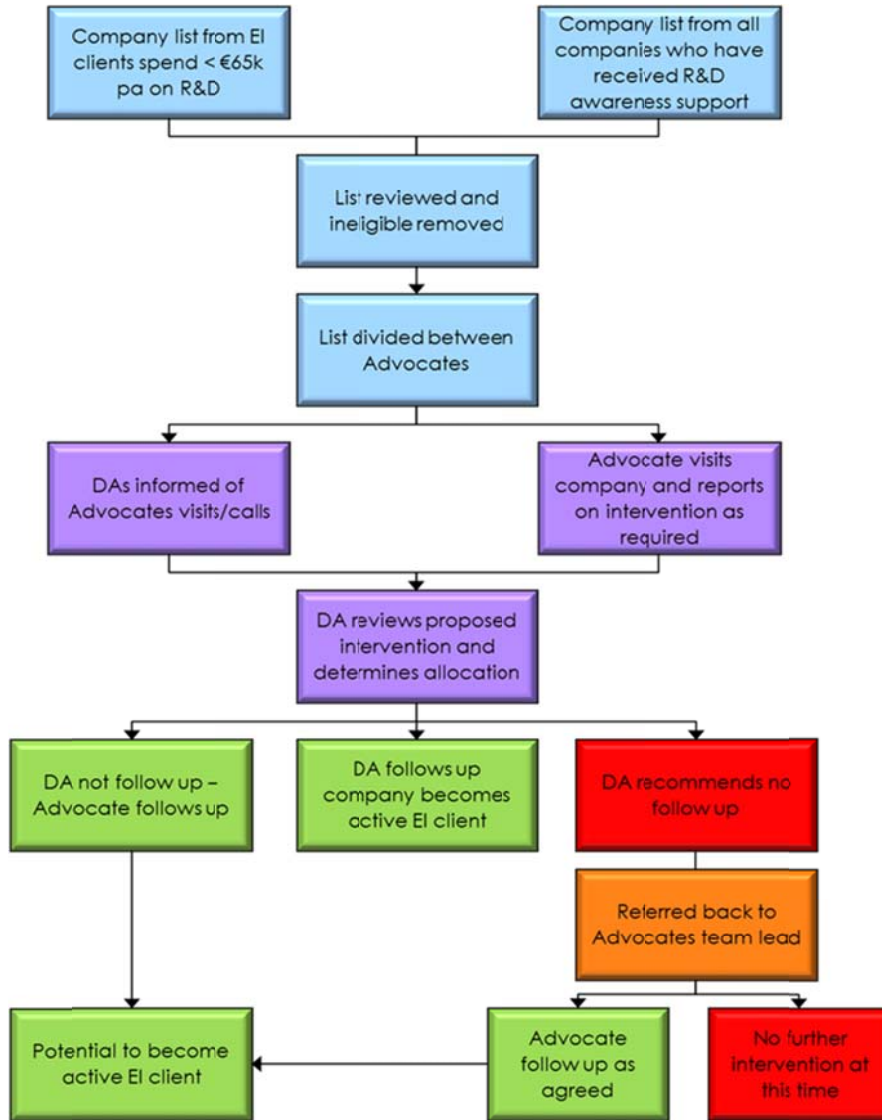 Company list from EI
clients spend < €65k
pa on R&D
Company list from all
companies who have
received R&D
awareness support
List reviewed and
ineligible removed
List divided between
Advocates
DAs informed of
Advocates visits/calls
Advocate visits
company and reports
on intervention as
required
DA reviews proposed
intervention and
determines allocation
DA not follow up –
Advocate follows up
DA follows up
company becomes
active EI client
DA recommends no
follow up
Referred back to
Advocates team lead
Potential to become
active EI client
Advocate
follow up as
agreed
No further
intervention at
this time